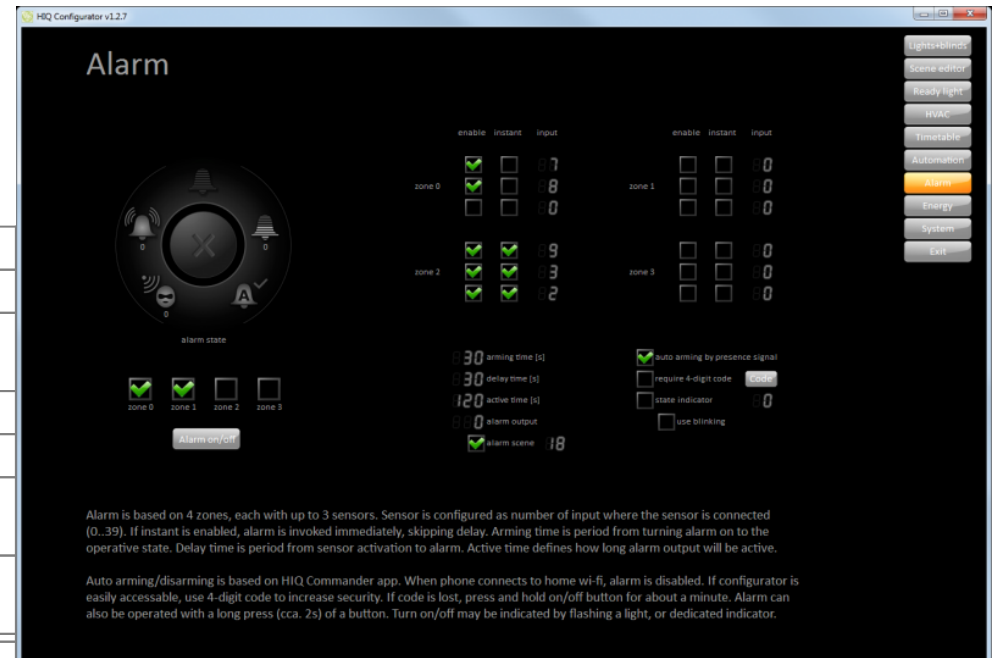 HIQ Configurator v1.2.7
Alarm
Lights+blinds
Scene editor
Ready light
HVAC
Timetable
Automation
Alarm
Energy
System
Exit
enable instant input
7
zone 0 8
0
enable instant input
0
zone 1 0
0
9
zone 2 3
2
0
zone 3 0
0
0
0
0
A
alarm state
zone 0 zone 1 zone 2 zone 3
Alarm on/off
30 arming time [s]
30 delay time [s]
120 active time [s]
0 alarm output
alarm scene 18
auto arming by presence signal
require 4-digit code Code
state indicator 0
use blinking
Alarm is based on 4 zones, each with up to 3 sensors. Sensor is configured as number of input where the sensor is connected
(0..39). If instant is enabled, alarm is invoked immediately, skipping delay. Arming time is period from turning alarm on to the
operative state. Delay time is period from sensor activation to alarm. Active time defines how long alarm output will be active.
Auto arming/disarming is based on HIQ Commander app. When phone connects to home wi-fi, alarm is disabled. If configurator is
easily accessable, use 4-digit code to increase security. If code is lost, press and hold on/off button for about a minute. Alarm can
also be operated with a long press (cca. 2s) of a button. Turn on/off may be indicated by flashing a light, or dedicated indicator.